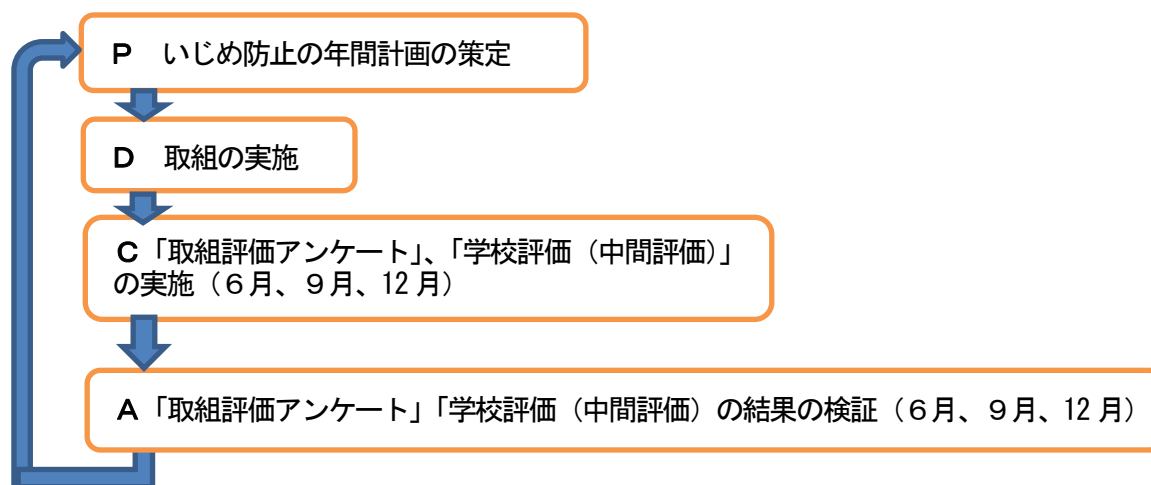 P　いじめ防止の年間計画の策定
D　取組の実施
C「取組評価アンケート」、「学校評価（中間評価）」
の実施（６月、９月、12 月）
A「取組評価アンケート」「学校評価（中間評価）の結果の検証（６月、９月、12 月）